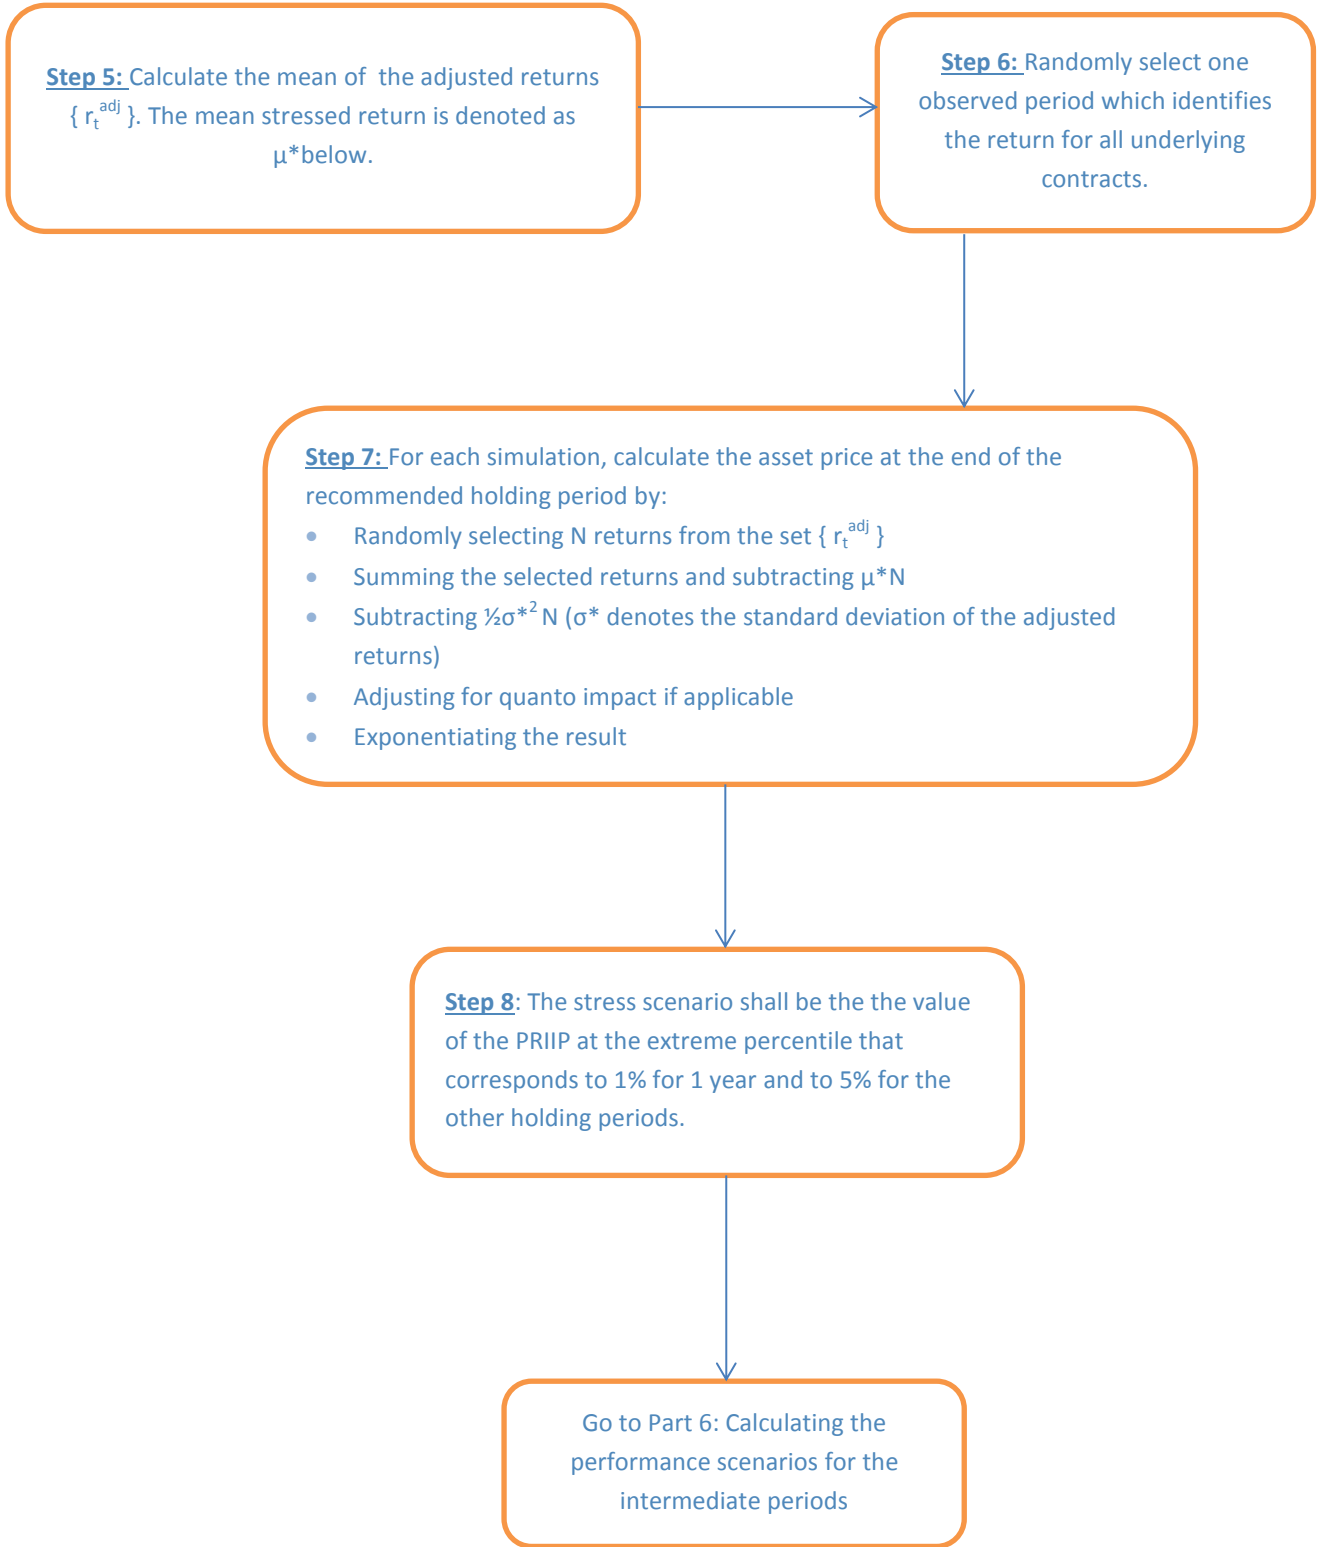 Step 5: Calculate the mean of  the adjusted returns
{ rₜᵃᵈʲ }. The mean stressed return is denoted as
µ*below.
Step 6: Randomly select one
observed period which identifies
the return for all underlying
contracts.
Step 7: For each simulation, calculate the asset price at the end of the
recommended holding period by:
• Randomly selecting N returns from the set { rₜᵃᵈʲ }
• Summing the selected returns and subtracting µ*N
• Subtracting ½σ*² N (σ* denotes the standard deviation of the adjusted
returns)
• Adjusting for quanto impact if applicable
• Exponentiating the result
Step 8: The stress scenario shall be the the value
of the PRIIP at the extreme percentile that
corresponds to 1% for 1 year and to 5% for the
other holding periods.
Go to Part 6: Calculating the
performance scenarios for the
intermediate periods